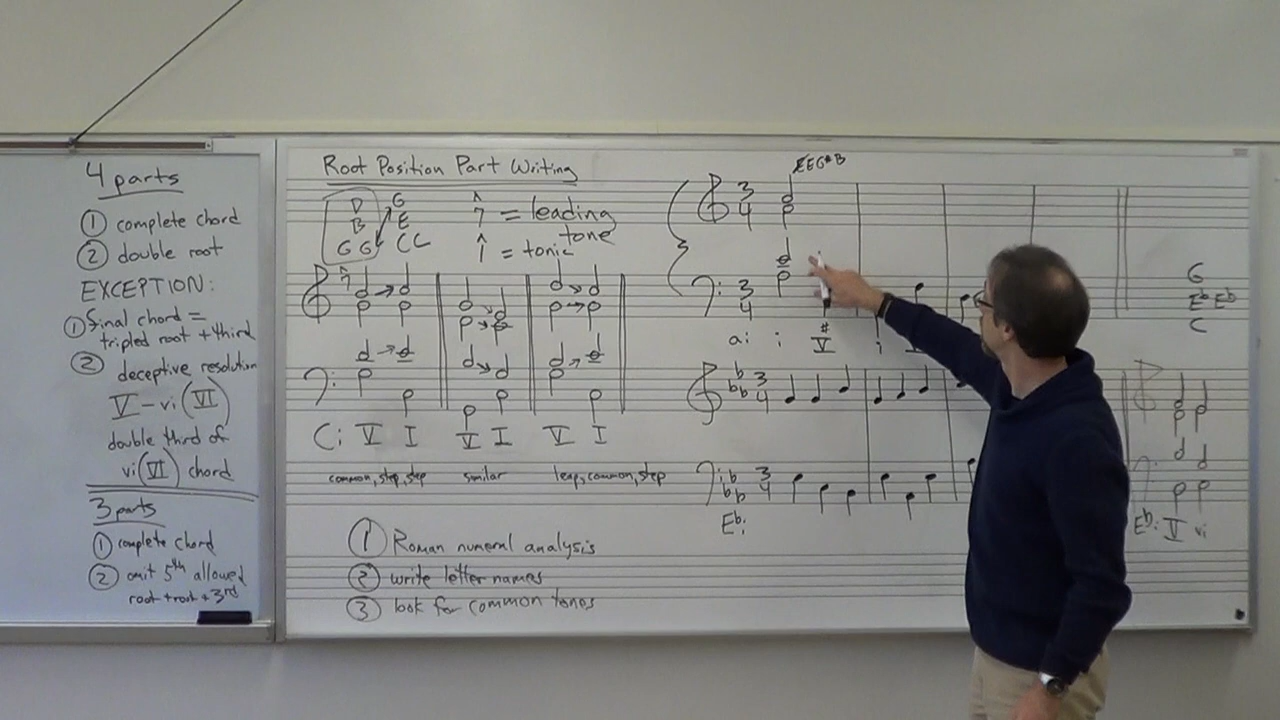 4 parts
① complete chord
② double root
EXCEPTION:
① final chord =
tripled root + third
② deceptive resolution
V – vi (VI)
double third of
vi (VI) chord
3 parts
① complete chord
② omit 5th allowed
root + root + 3rd
Root Position Part Writing
D G
B E
G G C C
^7 = leading tone
^1 = tonic
^7
C: V I V I V I
common, step, step similar leap, common, step
① Roman numeral analysis
② write letter names
③ look for common tones
EG#B
3
4
3
4
a: i #
V i
♭ ♭♭ 3
4
♭ ♭♭ 3
4
E♭:
G
E♭ E♭
C
E♭: V vi